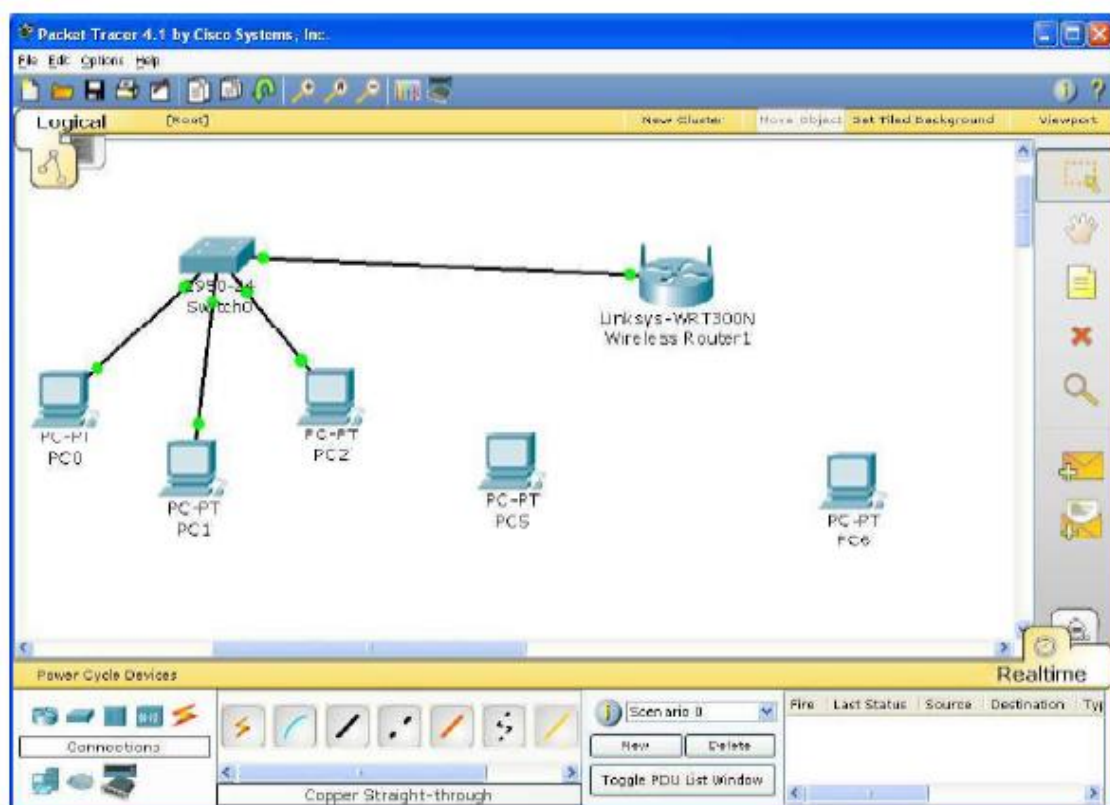 Packet Tracer 4.1 by Cisco Systems, Inc.
File Edit Options Help
Logical [Root] New Cluster Move Object Set Tiled Background Viewport
2950-24
Switch0
Linksys-WRT300N
Wireless Router1
PC-PT
PC0
PC-PT
PC1
PC-PT
PC2
PC-PT
PC5
PC-PT
PC6
Power Cycle Devices Realtime
Connections
Copper Straight-through
Scenario 0
New Delete
Toggle PDU List Window
Fire Last Status Source Destination Typ